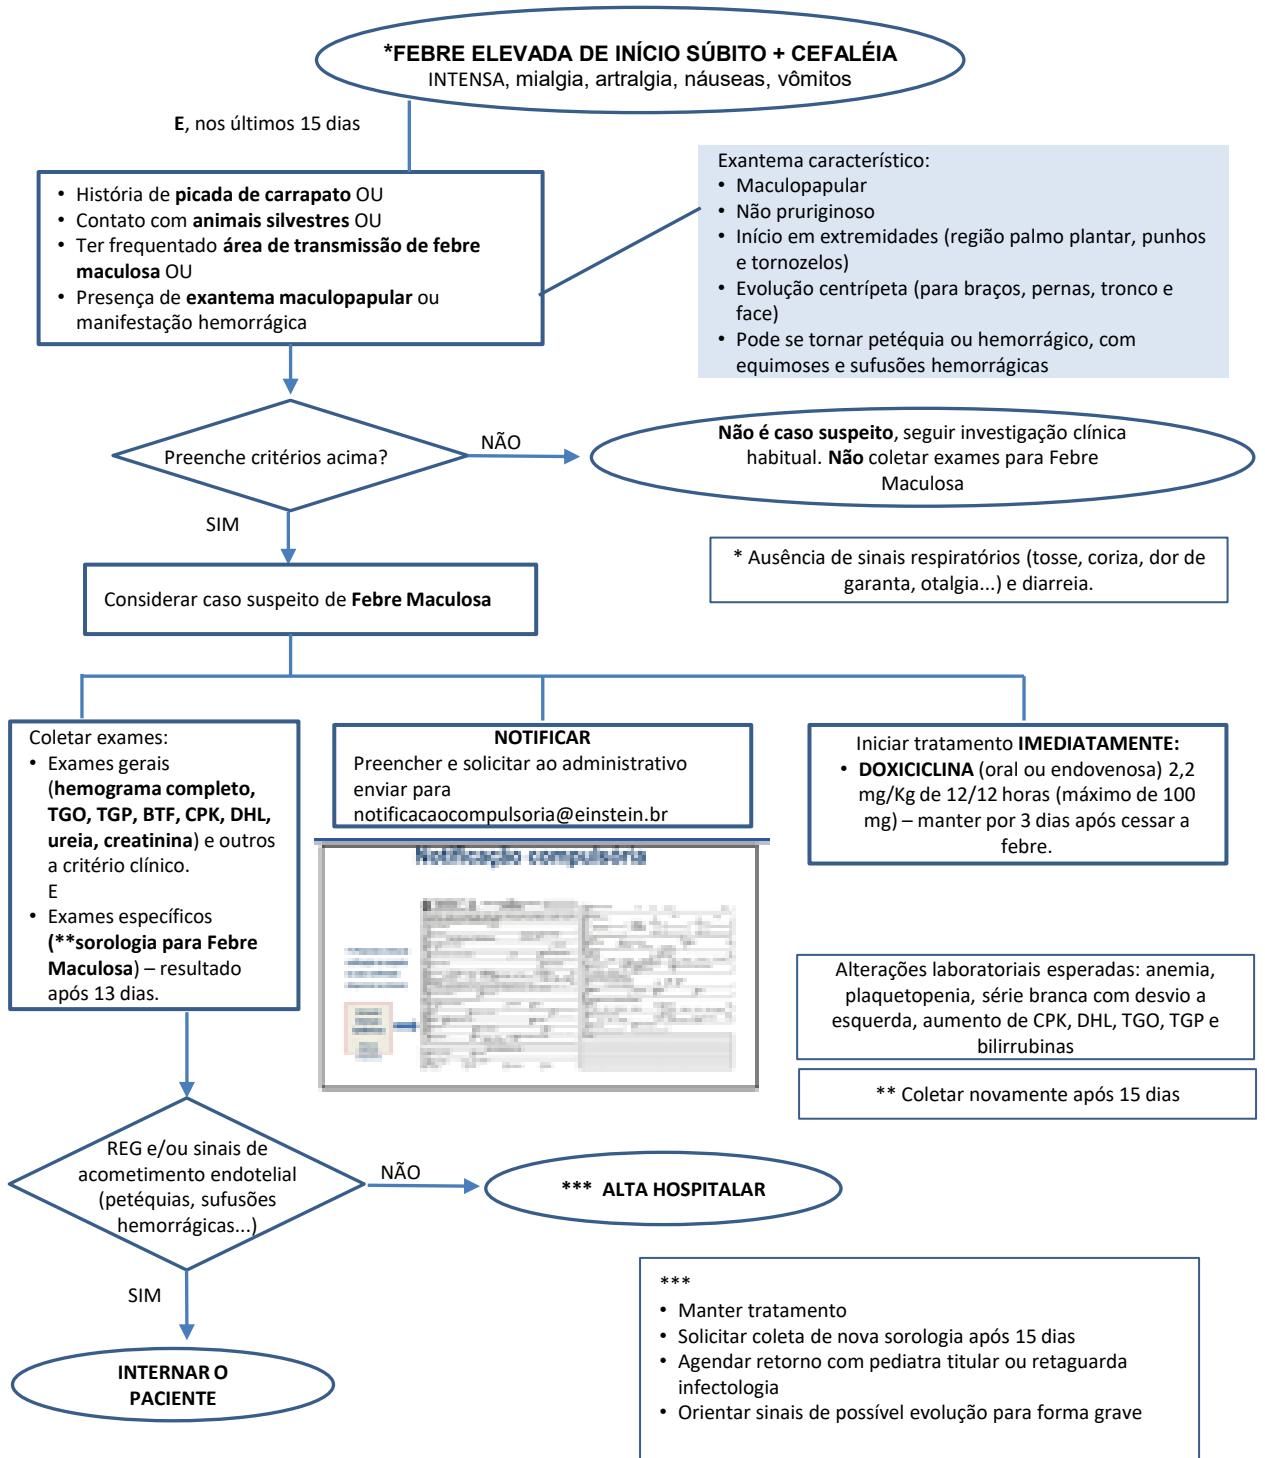 *FEBRE ELEVADA DE INÍCIO SÚBITO + CEFALÉIA
INTENSA, mialgia, artralgia, náuseas, vômitos
E, nos últimos 15 dias
• História de picada de carrapato OU
• Contato com animais silvestres OU
• Ter frequentado área de transmissão de febre
maculosa OU
• Presença de exantema maculopapular ou
manifestação hemorrágica
Exantema característico:
• Maculopapular
• Não pruriginoso
• Início em extremidades (região palmo plantar, punhos
e tornozelos)
• Evolução centrípeta (para braços, pernas, tronco e
face)
• Pode se tornar petéquia ou hemorrágico, com
equimoses e sufusões hemorrágicas
Preenche critérios acima?
NÃO
Não é caso suspeito, seguir investigação clínica
habitual. Não coletar exames para Febre
Maculosa
SIM
* Ausência de sinais respiratórios (tosse, coriza, dor de
garanta, otalgia...) e diarreia.
Considerar caso suspeito de Febre Maculosa
Coletar exames:
• Exames gerais
(hemograma completo,
TGO, TGP, BTF, CPK, DHL,
ureia, creatinina) e outros
a critério clínico.
E
• Exames específicos
(**sorologia para Febre
Maculosa) – resultado
após 13 dias.
NOTIFICAR
Preencher e solicitar ao administrativo
enviar para
notificacaocompulsoria@einstein.br
Notificação compulsória
Iniciar tratamento IMEDIATAMENTE:
• DOXICICLINA (oral ou endovenosa) 2,2
mg/Kg de 12/12 horas (máximo de 100
mg) – manter por 3 dias após cessar a
febre.
Alterações laboratoriais esperadas: anemia,
plaquetopenia, série branca com desvio a
esquerda, aumento de CPK, DHL, TGO, TGP e
bilirrubinas
** Coletar novamente após 15 dias
REG e/ou sinais de
acometimento endotelial
(petéquias, sufusões
hemorrágicas...)
NÃO
*** ALTA HOSPITALAR
SIM
INTERNAR O
PACIENTE
***
• Manter tratamento
• Solicitar coleta de nova sorologia após 15 dias
• Agendar retorno com pediatra titular ou retaguarda
infectologia
• Orientar sinais de possível evolução para forma grave